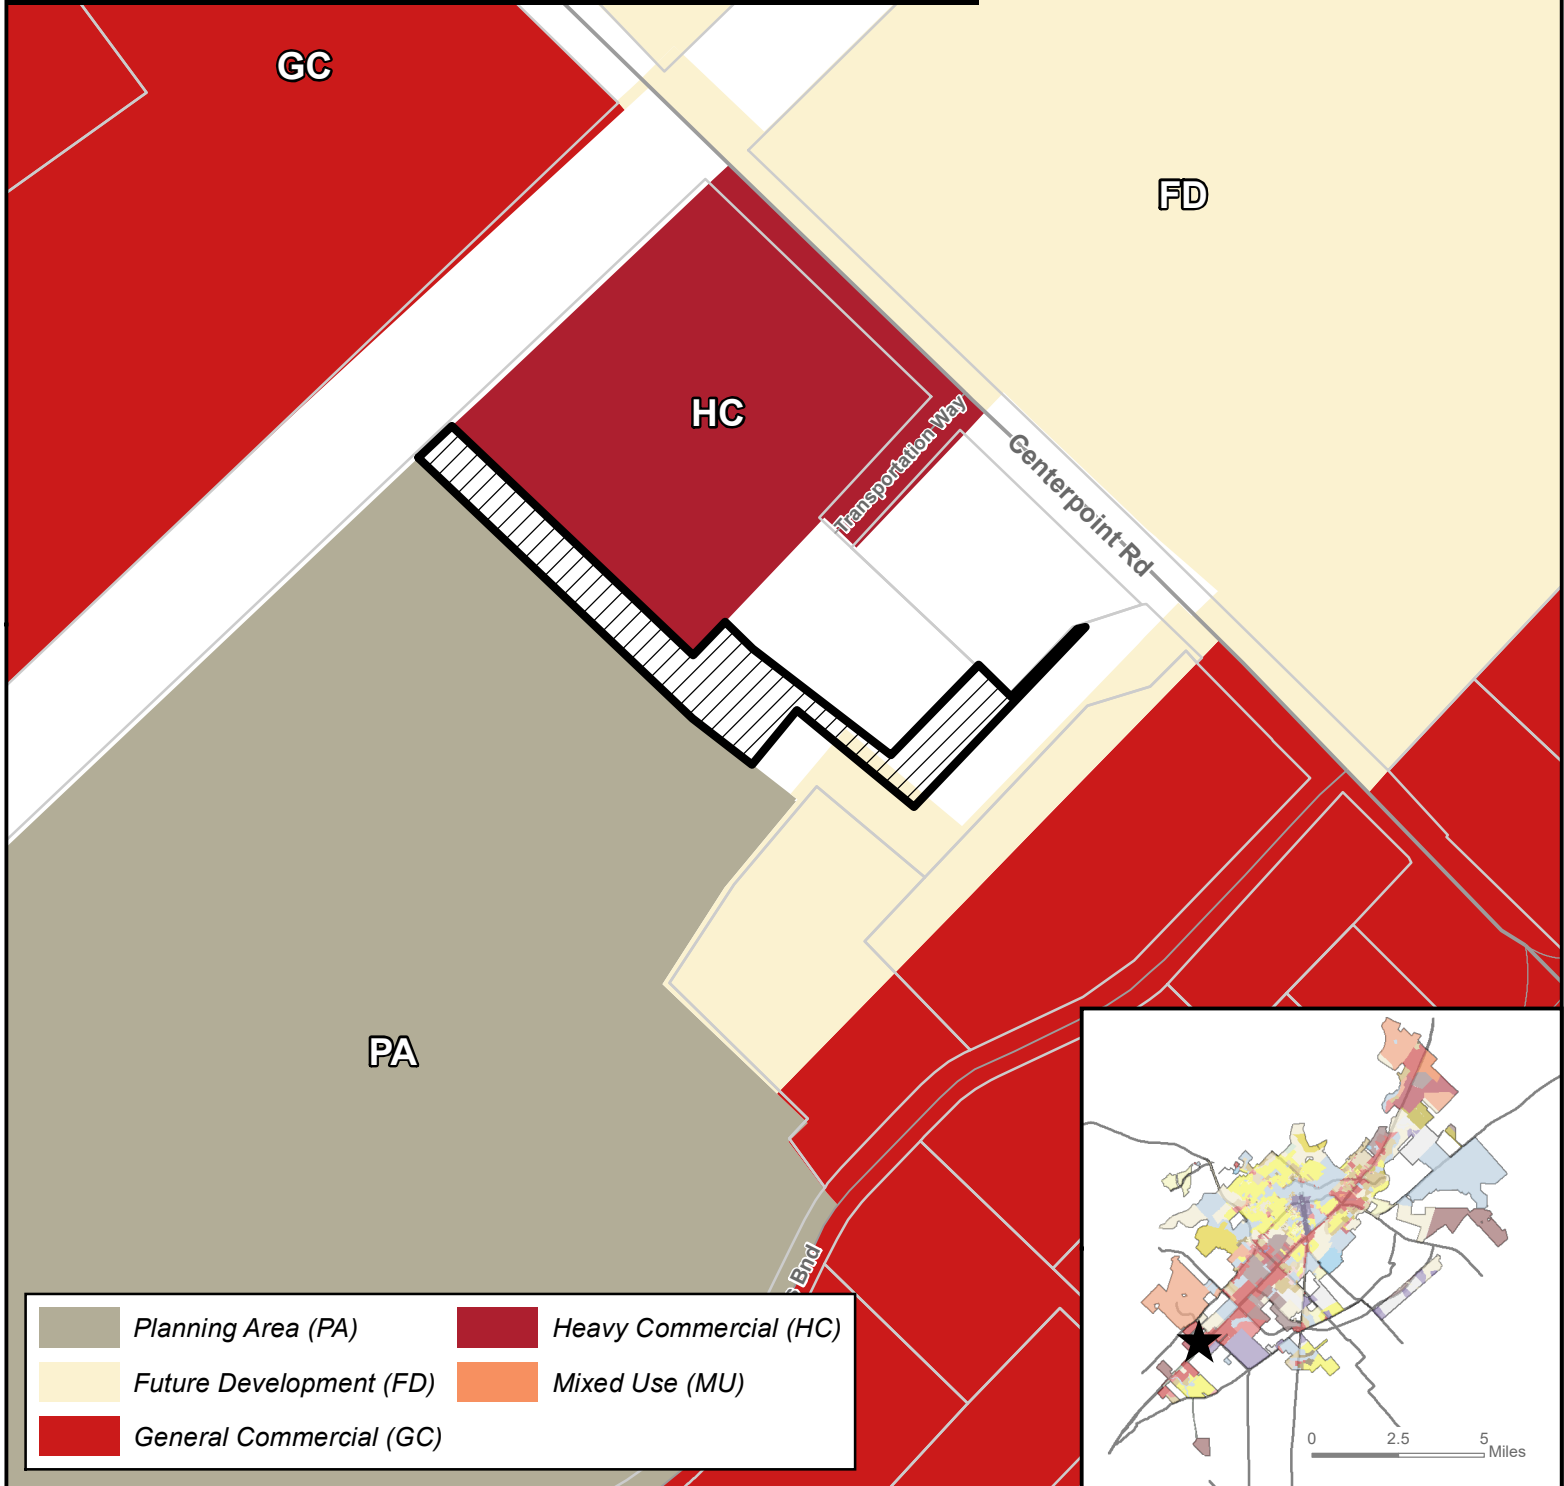 GC
FD
HC
Transportation Way
Centerpoint Rd
PA
s Bnd
Planning Area (PA)
Heavy Commercial (HC)
Future Development (FD)
Mixed Use (MU)
General Commercial (GC)
0 2.5 5
Miles